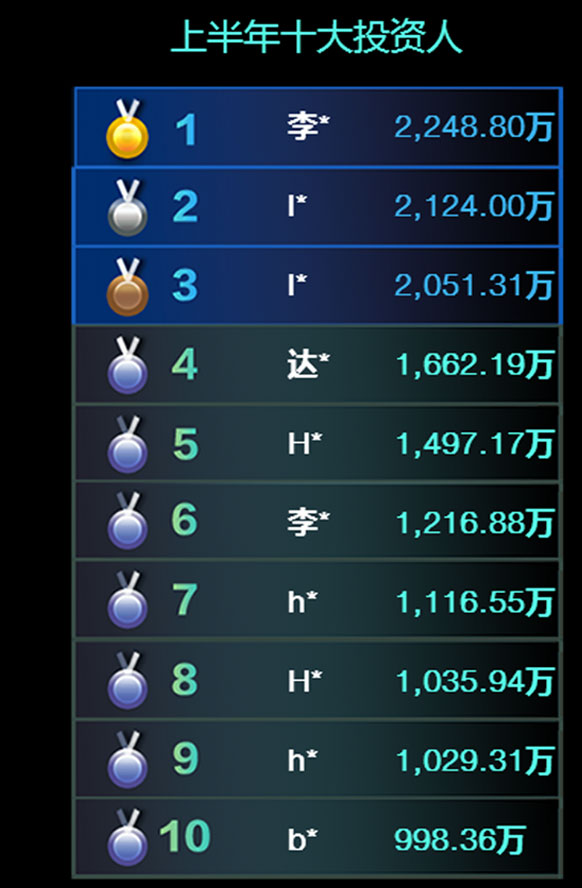 上半年十大投资人
1 李* 2,248.80万
2 l* 2,124.00万
3 l* 2,051.31万
4 达* 1,662.19万
5 H* 1,497.17万
6 李* 1,216.88万
7 h* 1,116.55万
8 H* 1,035.94万
9 h* 1,029.31万
10 b* 998.36万